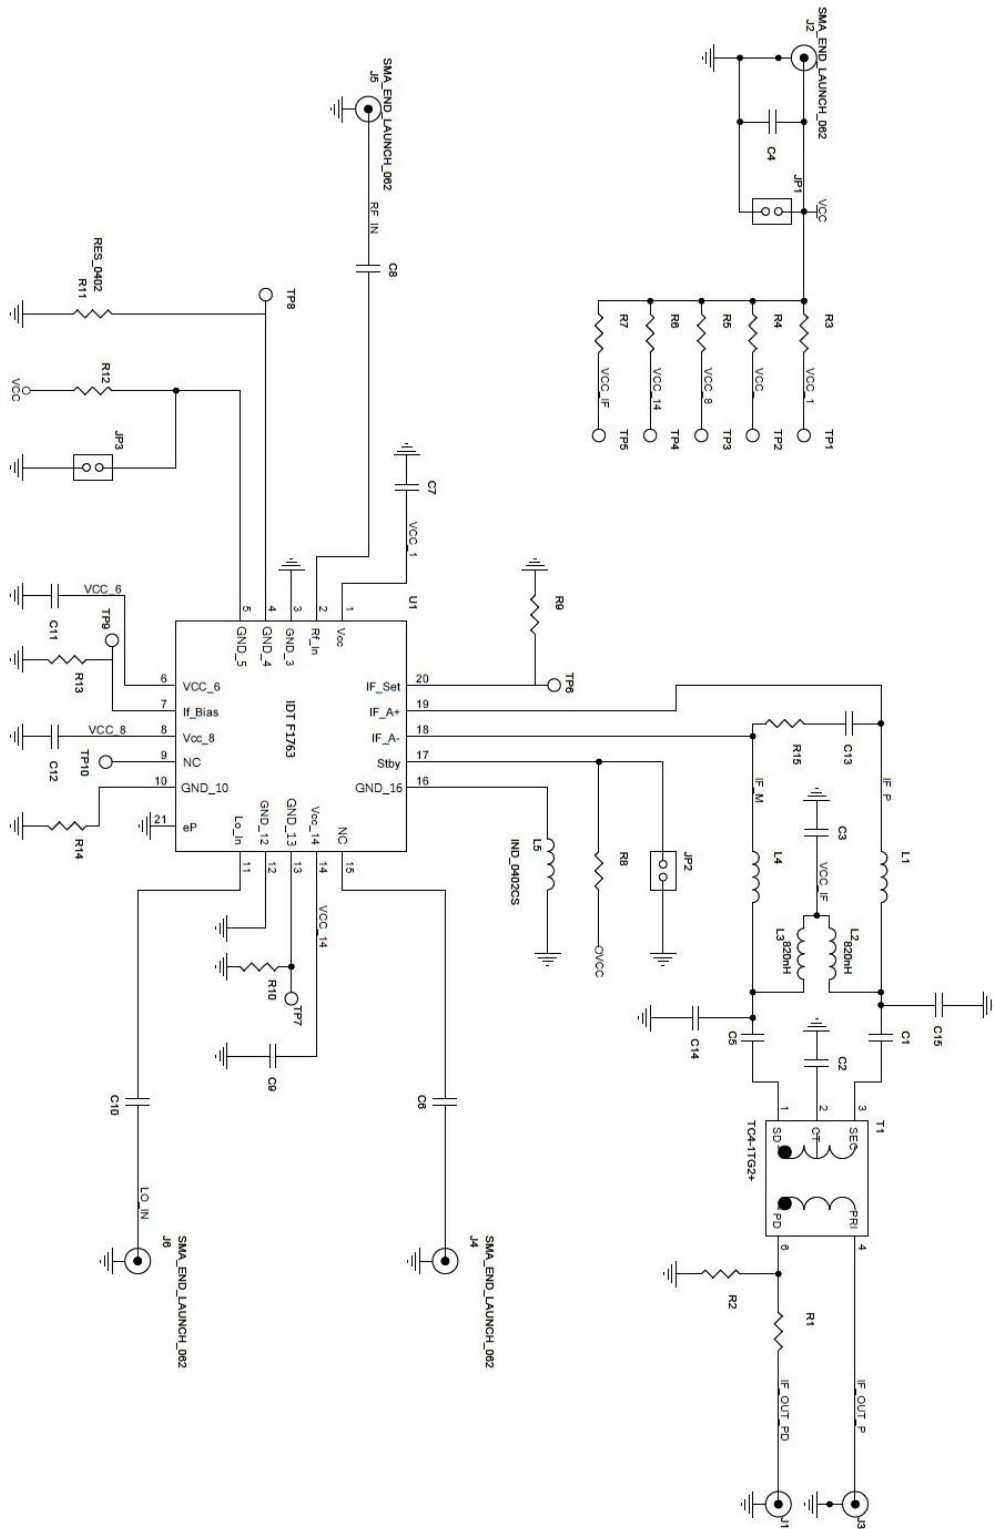 SMA_END_LAUNCH_062
J2
C4
JP1
VCC
R3
R4
R5
R6
R7
VCC_1
VCC
VCC_8
VCC_14
VCC_IF
TP1
TP2
TP3
TP4
TP5
SMA_END_LAUNCH_062
J5
RF_IN
C8
RES_0402
R11
TP8
R12
VCC
JP3
C7
VCC_1
U1
R9
TP6
VCC_6
C11
TP9
R13
VCC_8
C12
TP10
R14
1
2
3
4
5
Vcc
Rf_In
GND_3
GND_4
GND_5
6
7
8
9
10
21
VCC_6
If_Bias
Vcc_8
NC
GND_10
eP
IDT F1763
IF_Set
IF_A+
IF_A-
Stby
GND_16
20
19
18
17
16
Lo_In
GND_12
GND_13
Vcc_14
NC
11
12
13
14
15
R15
C13
IF_M
IF_P
C3
VCC_IF
L4
L1
L3
820nH
L2
820nH
L5
IND_0402CS
R8
JP2
VCC
VCC_14
R10
TP7
C9
C14
C5
C2
C1
C15
C10
C6
1
2
3
T1
TC4-1TG2+
SD
CT
SEC
PD
PRI
6
4
R2
R1
LO_IN
J6
SMA_END_LAUNCH_062
J4
SMA_END_LAUNCH_062
IF_OUT_PD
IF_OUT_P
J1
J3